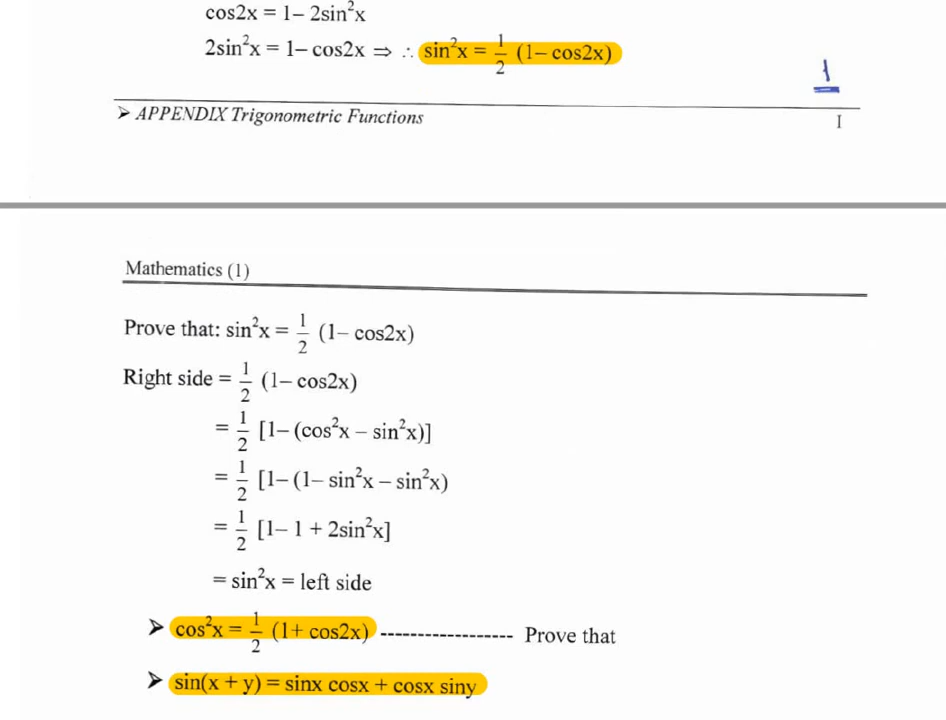 cos2x = 1– 2sin²x
2sin²x = 1– cos2x ⇒ ∴ sin²x = 1/2 (1– cos2x)
1
➢ APPENDIX Trigonometric Functions I
Mathematics (1)
Prove that: sin²x = 1/2 (1– cos2x)
Right side = 1/2 (1– cos2x)
= 1/2 [1– (cos²x – sin²x)]
= 1/2 [1– (1– sin²x – sin²x)
= 1/2 [1– 1 + 2sin²x]
= sin²x = left side
➢ cos²x = 1/2 (1+ cos2x) ------------------ Prove that
➢ sin(x + y) = sinx cosx + cosx siny